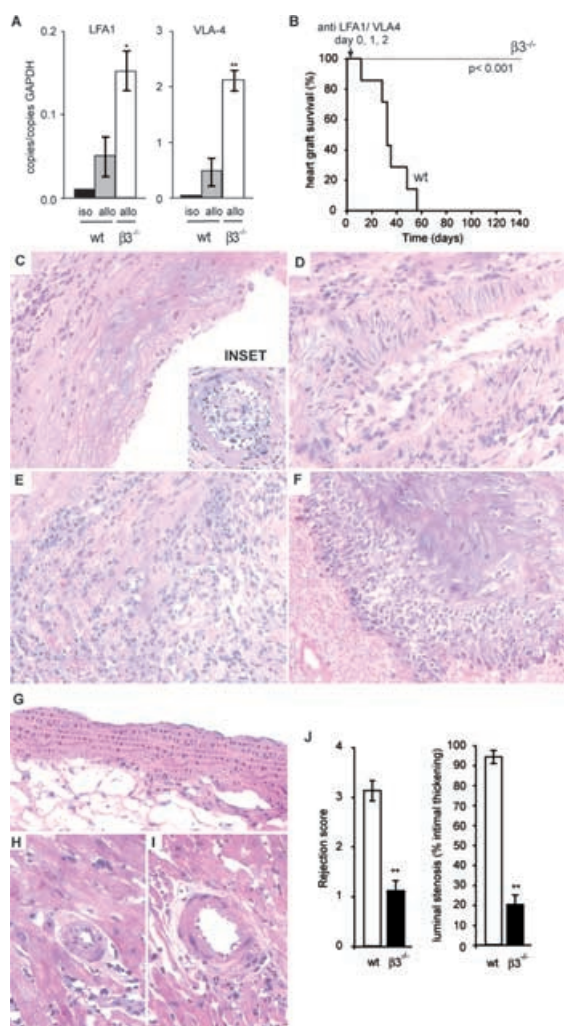 A
LFA1
VLA-4
copies/copies GAPDH
0.2
0.1
0.0
3
2
1
0
*
**
iso allo allo
iso allo allo
wt β3-/-
wt β3-/-
B
anti LFA1/ VLA4
day 0, 1, 2
β3-/-
p< 0.001
heart graft survival (%)
100
80
60
40
20
0
wt
0 20 40 60 80 100 120 140
Time (days)
C
INSET
D
E
F
G
H
I
J
Rejection score
4
3
2
1
0
**
wt β3-/-
luminal stenosis (% intimal thickening)
100
90
80
70
60
50
40
30
20
10
0
**
wt β3-/-